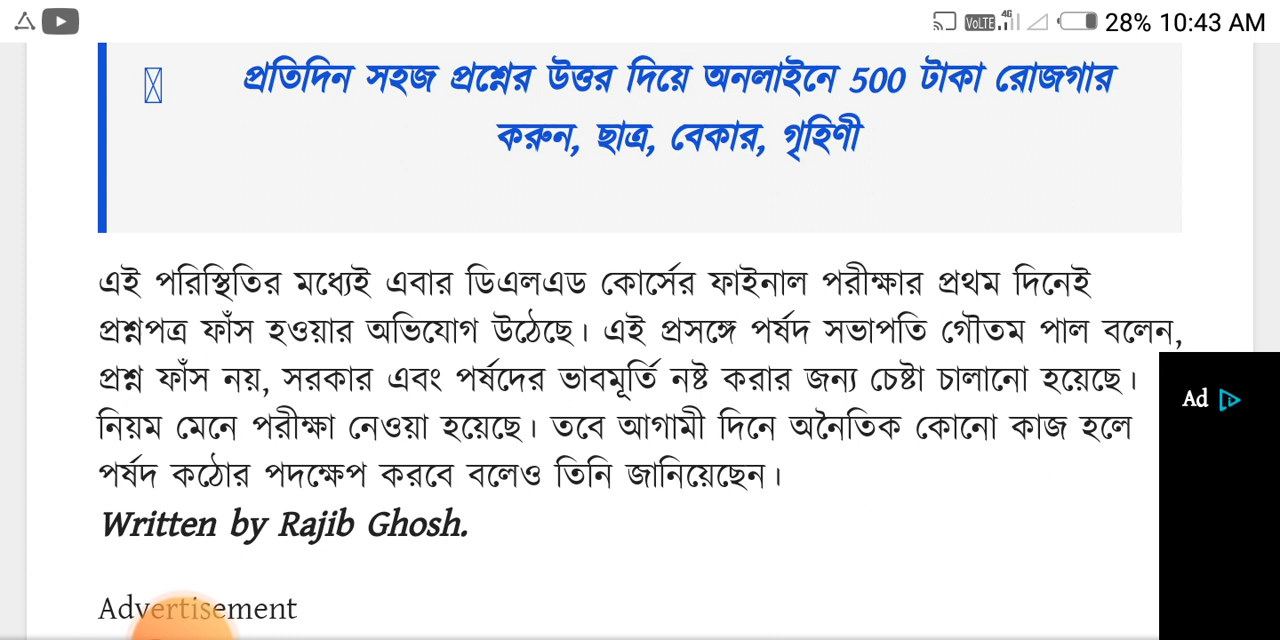 VoLTE 4G 28% 10:43 AM
প্রতিদিন সহজ প্রশ্নের উত্তর দিয়ে অনলাইনে 500 টাকা রোজগার
করুন, ছাত্র, বেকার, গৃহিণী
এই পরিস্থিতির মধ্যেই এবার ডিএলএড কোর্সের ফাইনাল পরীক্ষার প্রথম দিনেই
প্রশ্নপত্র ফাঁস হওয়ার অভিযোগ উঠেছে। এই প্রসঙ্গে পর্ষদ সভাপতি গৌতম পাল বলেন,
প্রশ্ন ফাঁস নয়, সরকার এবং পর্ষদের ভাবমূর্তি নষ্ট করার জন্য চেষ্টা চালানো হয়েছে।
Ad
নিয়ম মেনে পরীক্ষা নেওয়া হয়েছে। তবে আগামী দিনে অনৈতিক কোনো কাজ হলে
পর্ষদ কঠোর পদক্ষেপ করবে বলেও তিনি জানিয়েছেন।
Written by Rajib Ghosh.
Advertisement